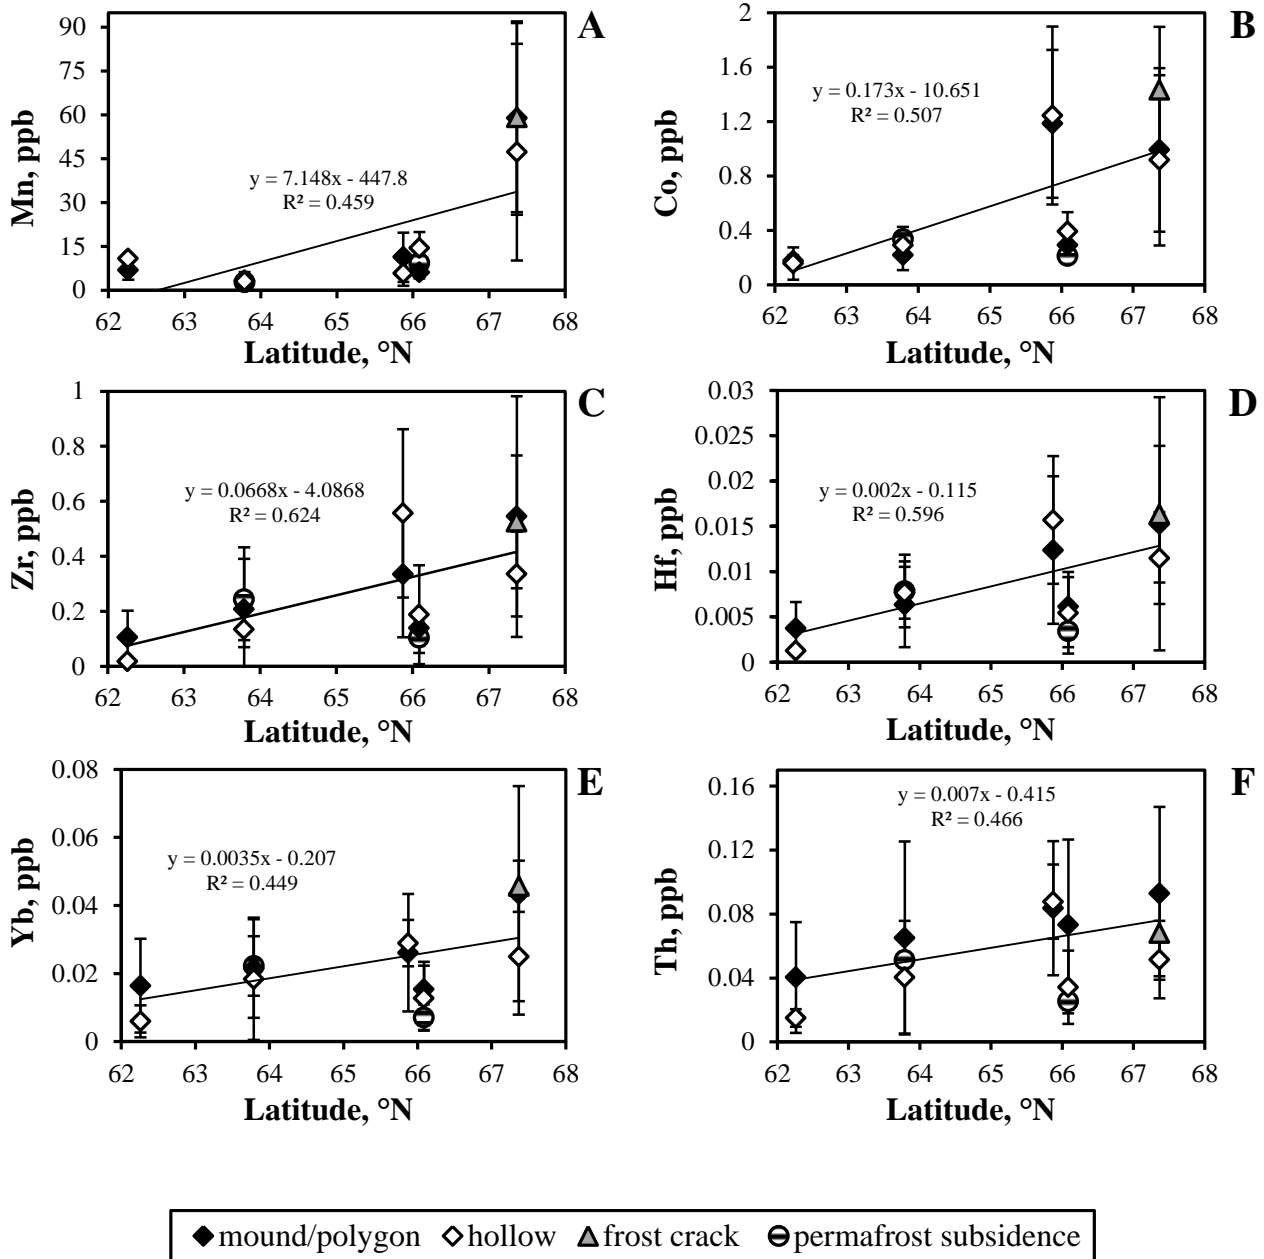 A
Mn, ppb
90
75
60
45
30
15
0
y = 7.148x - 447.8
R² = 0.459
62 63 64 65 66 67 68
Latitude, °N
B
Co, ppb
2
1.6
1.2
0.8
0.4
0
y = 0.173x - 10.651
R² = 0.507
62 63 64 65 66 67 68
Latitude, °N
C
Zr, ppb
1
0.8
0.6
0.4
0.2
0
y = 0.0668x - 4.0868
R² = 0.624
62 63 64 65 66 67 68
Latitude, °N
D
Hf, ppb
0.03
0.025
0.02
0.015
0.01
0.005
0
y = 0.002x - 0.115
R² = 0.596
62 63 64 65 66 67 68
Latitude, °N
E
Yb, ppb
0.08
0.06
0.04
0.02
0
y = 0.0035x - 0.207
R² = 0.449
62 63 64 65 66 67 68
Latitude, °N
F
Th, ppb
0.16
0.12
0.08
0.04
0
y = 0.007x - 0.415
R² = 0.466
62 63 64 65 66 67 68
Latitude, °N
mound/polygon hollow frost crack permafrost subsidence